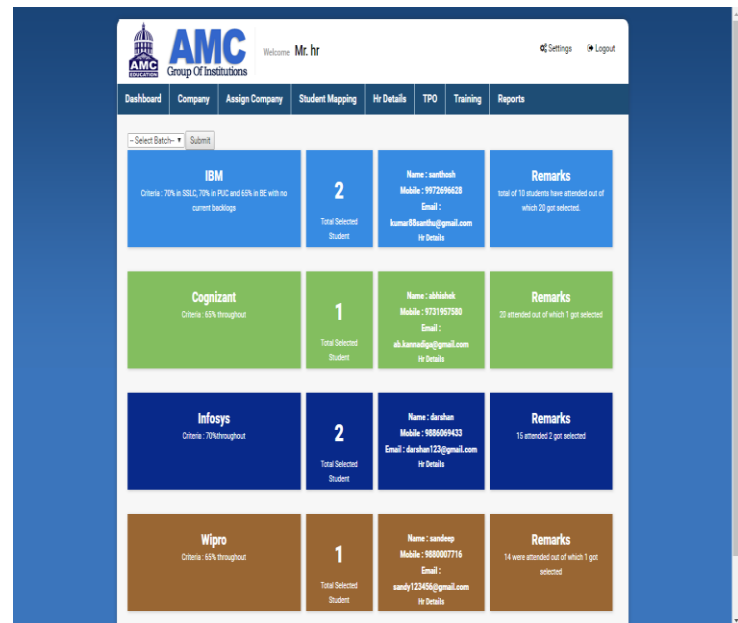 AMC
EDUCATION
AMC
Group Of Institutions
Welcome Mr. hr
Settings
Logout
Dashboard
Company
Assign Company
Student Mapping
Hr Details
TPO
Training
Reports
-- Select Batch--
Submit
IBM
Criteria : 70% in SSLC, 70% in PUC and 65% in BE with no
current backlogs
2
Total Selected
Student
Name : santhosh
Mobile : 9972696628
Email :
kumar98santhu@gmail.com
Hr Details
Remarks
total of 10 students have attended out of
which 20 got selected.
Cognizant
Criteria : 65% throughout
1
Total Selected
Student
Name : abhishek
Mobile : 9731957580
Email :
ab.kannadiga@gmail.com
Hr Details
Remarks
20 attended out of which 1 got selected
Infosys
Criteria : 70%throughout
2
Total Selected
Student
Name : darshan
Mobile : 9886069433
Email : darshan123@gmail.com
Hr Details
Remarks
15 attended 2 got selected
Wipro
Criteria : 65% throughout
1
Total Selected
Student
Name : sandeep
Mobile : 9880007716
Email :
sandy123456@gmail.com
Hr Details
Remarks
14 were attended out of which 1 got
selected